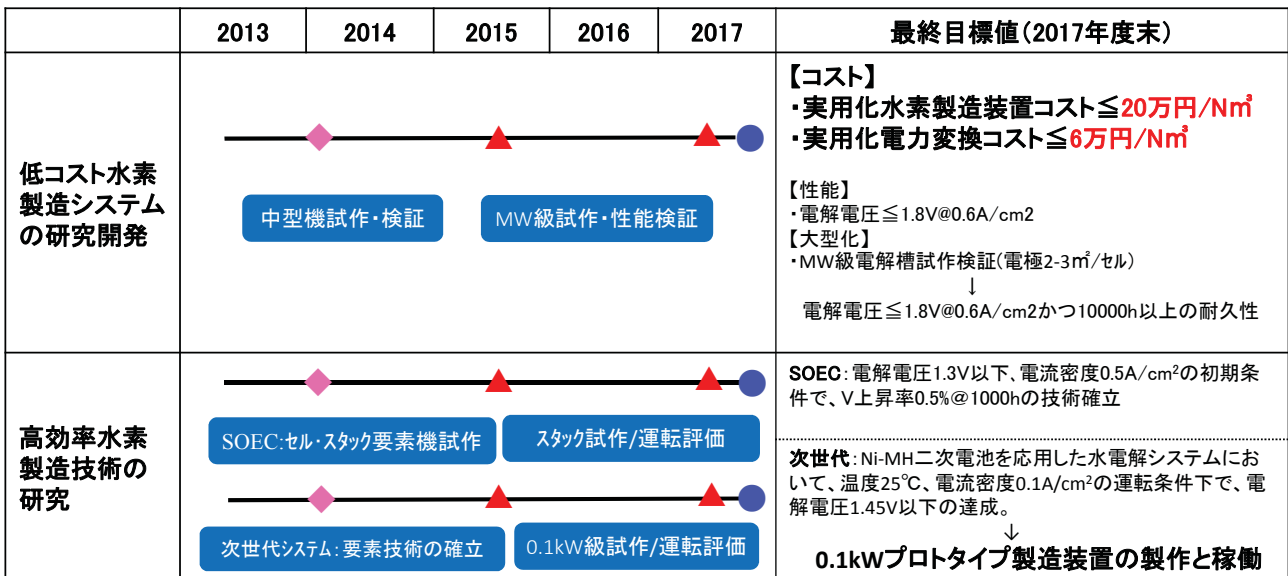 2013 2014 2015 2016 2017 最終目標値(2017年度末)
低コスト水素
製造システム
の研究開発
中型機試作・検証 MW級試作・性能検証
【コスト】
・実用化水素製造装置コスト≦20万円/N㎥
・実用化電力変換コスト≦6万円/N㎥
【性能】
・電解電圧≦1.8V@0.6A/cm2
【大型化】
・MW級電解槽試作検証(電極2-3㎡/ｾﾙ)
↓
電解電圧≦1.8V@0.6A/cm2かつ10000h以上の耐久性
高効率水素
製造技術の
研究
SOEC:ｾﾙ・ｽﾀｯｸ要素機試作 ｽﾀｯｸ試作/運転評価
次世代ｼｽﾃﾑ:要素技術の確立 0.1kW級試作/運転評価
SOEC:電解電圧1.3V以下、電流密度0.5A/cm²の初期条
件で、V上昇率0.5%@1000hの技術確立
次世代:Ni-MH二次電池を応用した水電解システムにお
いて、温度25℃、電流密度0.1A/cm²の運転条件下で、電
解電圧1.45V以下の達成。
↓
0.1kWプロトタイプ製造装置の製作と稼働